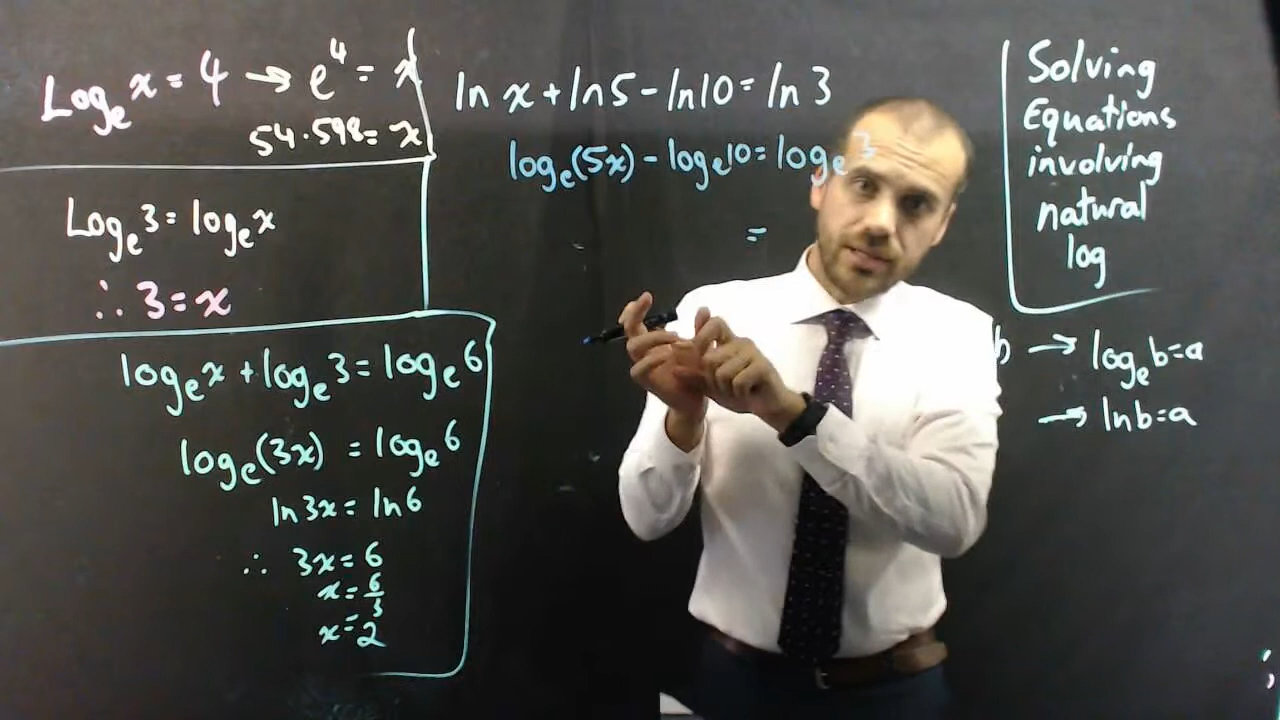 Logₑ x = 4 → e⁴ = x
54.598 = x
Logₑ 3 = logₑ x
∴ 3 = x
logₑ x + logₑ 3 = logₑ 6
logₑ (3x) = logₑ 6
ln 3x = ln 6
∴ 3x = 6
x = 6/3
x = 2
ln x + ln 5 - ln 10 = ln 3
logₑ (5x) - logₑ 10 = logₑ 3
=
Solving
Equations
involving
natural
log
b → logₑ b = a
→ ln b = a